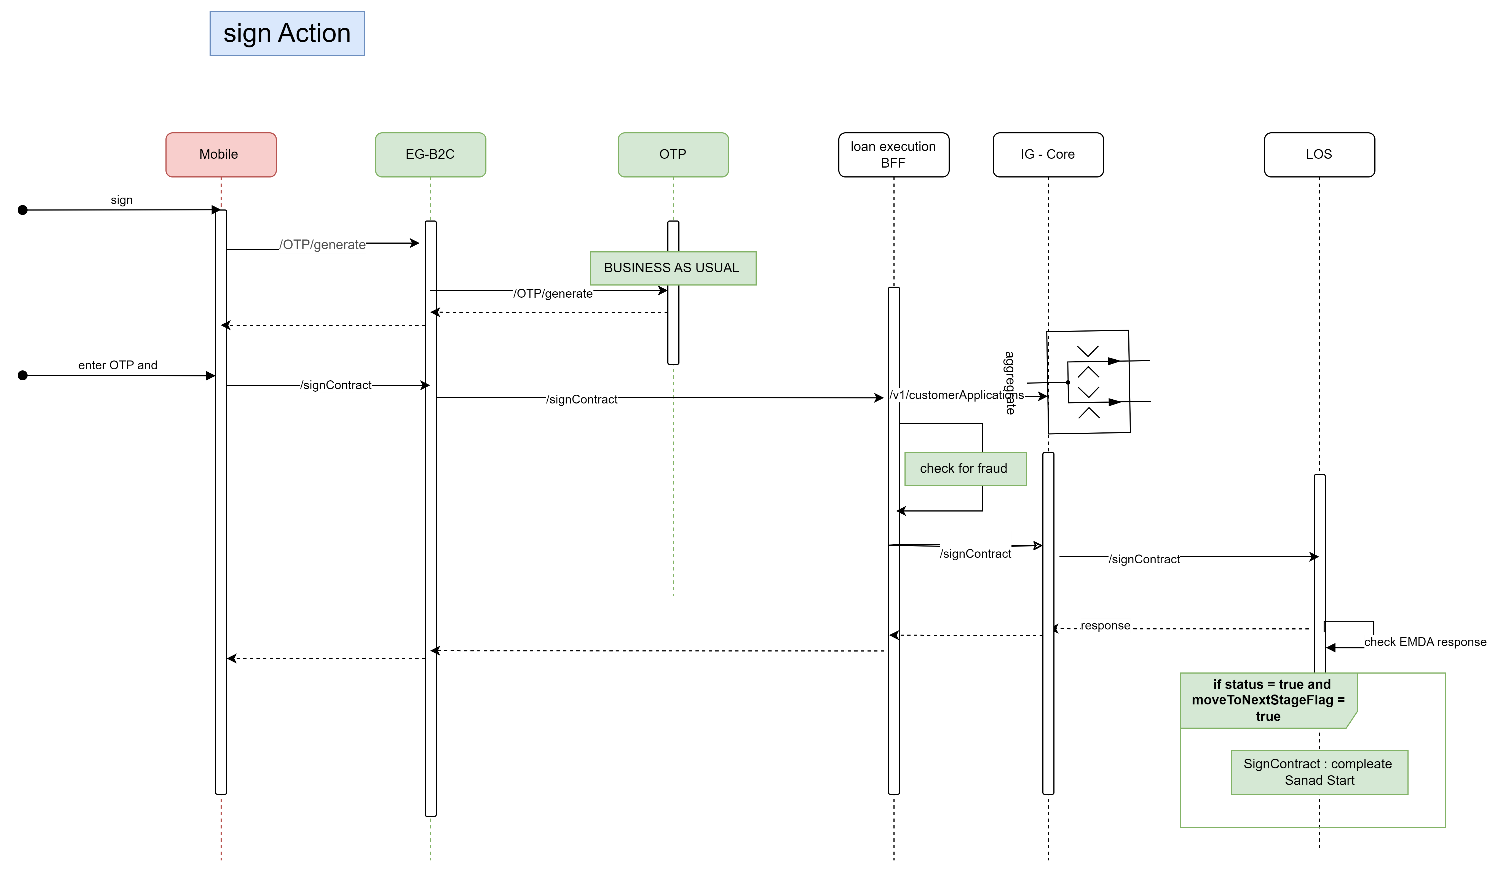 sign Action
Mobile
EG-B2C
OTP
loan execution
BFF
IG - Core
LOS
sign
/OTP/generate
BUSINESS AS USUAL
/OTP/generate
enter OTP and
/signContract
/signContract
/v1/customerApplications
aggregate
check for fraud
/signContract
/signContract
response
check EMDA response
if status = true and
moveToNextStageFlag =
true
SignContract : compleate
Sanad Start